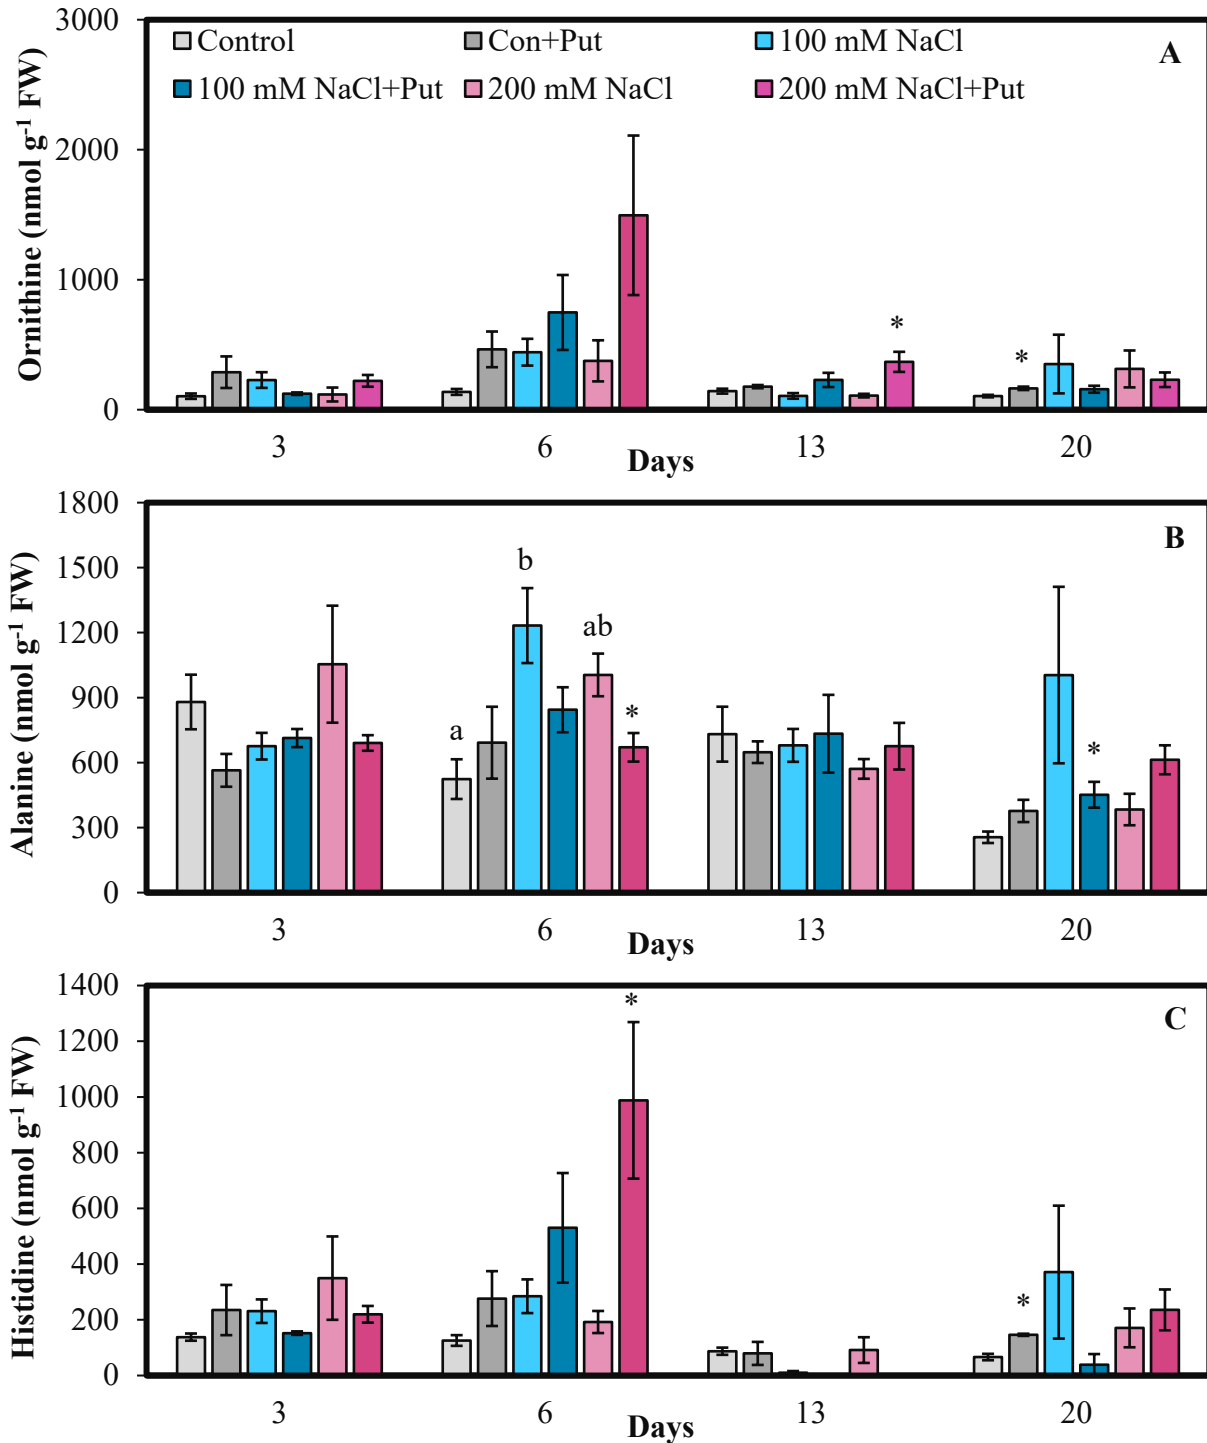 3000
Control Con+Put 100 mM NaCl A
100 mM NaCl+Put 200 mM NaCl 200 mM NaCl+Put
2000
1000
0
Ornithine (nmol g⁻¹ FW)
* *
3 6 13 20
Days
1800
B
1500
1200
900
600
300
0
Alanine (nmol g⁻¹ FW)
b
ab
a * *
3 6 13 20
Days
1400
C
1200
1000
800
600
400
200
0
Histidine (nmol g⁻¹ FW)
*
*
3 6 13 20
Days